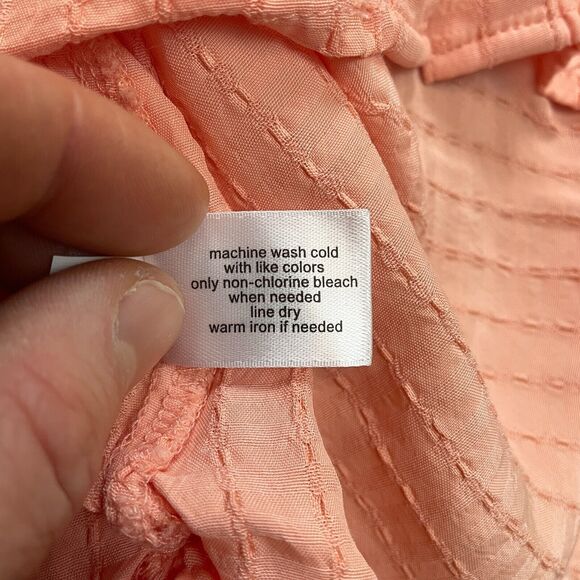 machine wash cold
with like colors
only non-chlorine bleach
when needed
line dry
warm iron if needed